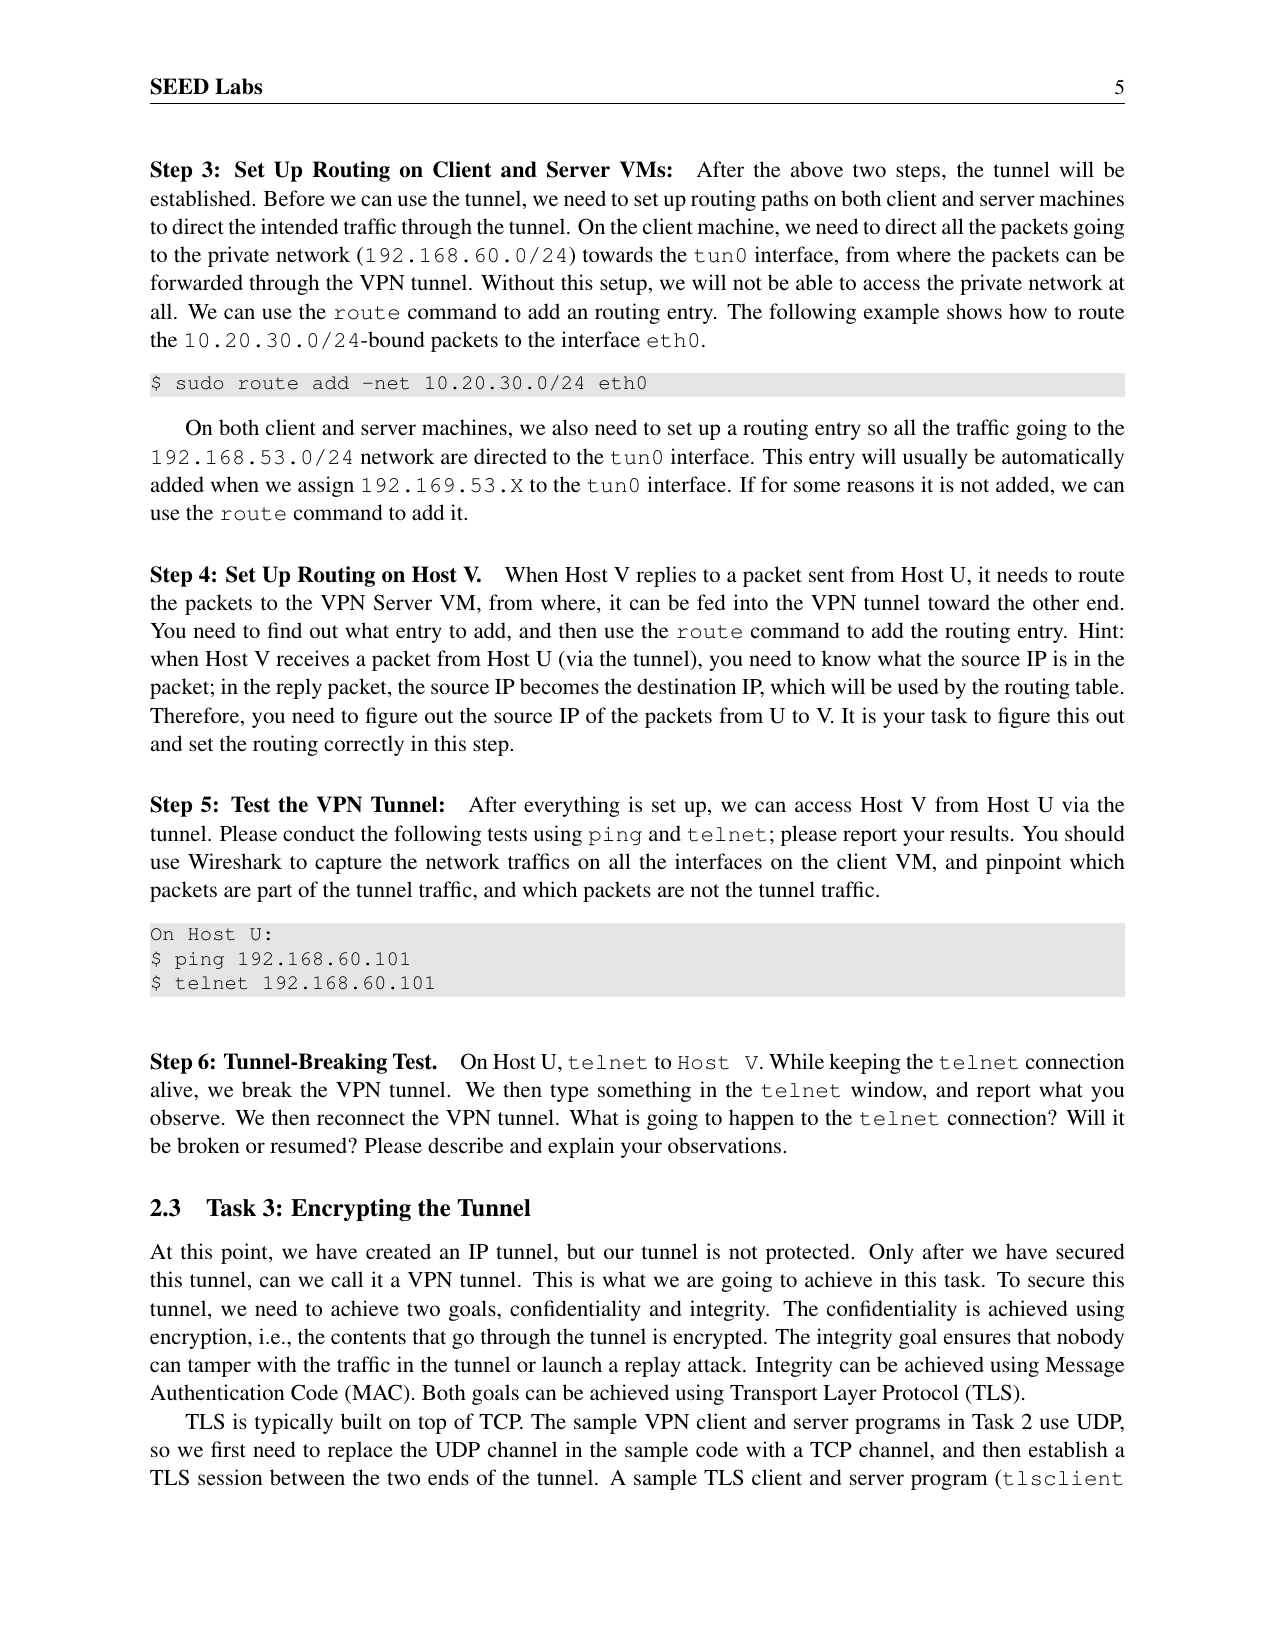 SEED Labs 5
Step 3: Set Up Routing on Client and Server VMs: After the above two steps, the tunnel will be
established. Before we can use the tunnel, we need to set up routing paths on both client and server machines
to direct the intended traffic through the tunnel. On the client machine, we need to direct all the packets going
to the private network (192.168.60.0/24) towards the tun0 interface, from where the packets can be
forwarded through the VPN tunnel. Without this setup, we will not be able to access the private network at
all. We can use the route command to add an routing entry. The following example shows how to route
the 10.20.30.0/24-bound packets to the interface eth0.
$ sudo route add -net 10.20.30.0/24 eth0
On both client and server machines, we also need to set up a routing entry so all the traffic going to the
192.168.53.0/24 network are directed to the tun0 interface. This entry will usually be automatically
added when we assign 192.169.53.X to the tun0 interface. If for some reasons it is not added, we can
use the route command to add it.
Step 4: Set Up Routing on Host V. When Host V replies to a packet sent from Host U, it needs to route
the packets to the VPN Server VM, from where, it can be fed into the VPN tunnel toward the other end.
You need to find out what entry to add, and then use the route command to add the routing entry. Hint:
when Host V receives a packet from Host U (via the tunnel), you need to know what the source IP is in the
packet; in the reply packet, the source IP becomes the destination IP, which will be used by the routing table.
Therefore, you need to figure out the source IP of the packets from U to V. It is your task to figure this out
and set the routing correctly in this step.
Step 5: Test the VPN Tunnel: After everything is set up, we can access Host V from Host U via the
tunnel. Please conduct the following tests using ping and telnet; please report your results. You should
use Wireshark to capture the network traffics on all the interfaces on the client VM, and pinpoint which
packets are part of the tunnel traffic, and which packets are not the tunnel traffic.
On Host U:
$ ping 192.168.60.101
$ telnet 192.168.60.101
Step 6: Tunnel-Breaking Test. On Host U, telnet to Host V. While keeping the telnet connection
alive, we break the VPN tunnel. We then type something in the telnet window, and report what you
observe. We then reconnect the VPN tunnel. What is going to happen to the telnet connection? Will it
be broken or resumed? Please describe and explain your observations.
2.3 Task 3: Encrypting the Tunnel
At this point, we have created an IP tunnel, but our tunnel is not protected. Only after we have secured
this tunnel, can we call it a VPN tunnel. This is what we are going to achieve in this task. To secure this
tunnel, we need to achieve two goals, confidentiality and integrity. The confidentiality is achieved using
encryption, i.e., the contents that go through the tunnel is encrypted. The integrity goal ensures that nobody
can tamper with the traffic in the tunnel or launch a replay attack. Integrity can be achieved using Message
Authentication Code (MAC). Both goals can be achieved using Transport Layer Protocol (TLS).
TLS is typically built on top of TCP. The sample VPN client and server programs in Task 2 use UDP,
so we first need to replace the UDP channel in the sample code with a TCP channel, and then establish a
TLS session between the two ends of the tunnel. A sample TLS client and server program (tlsclient